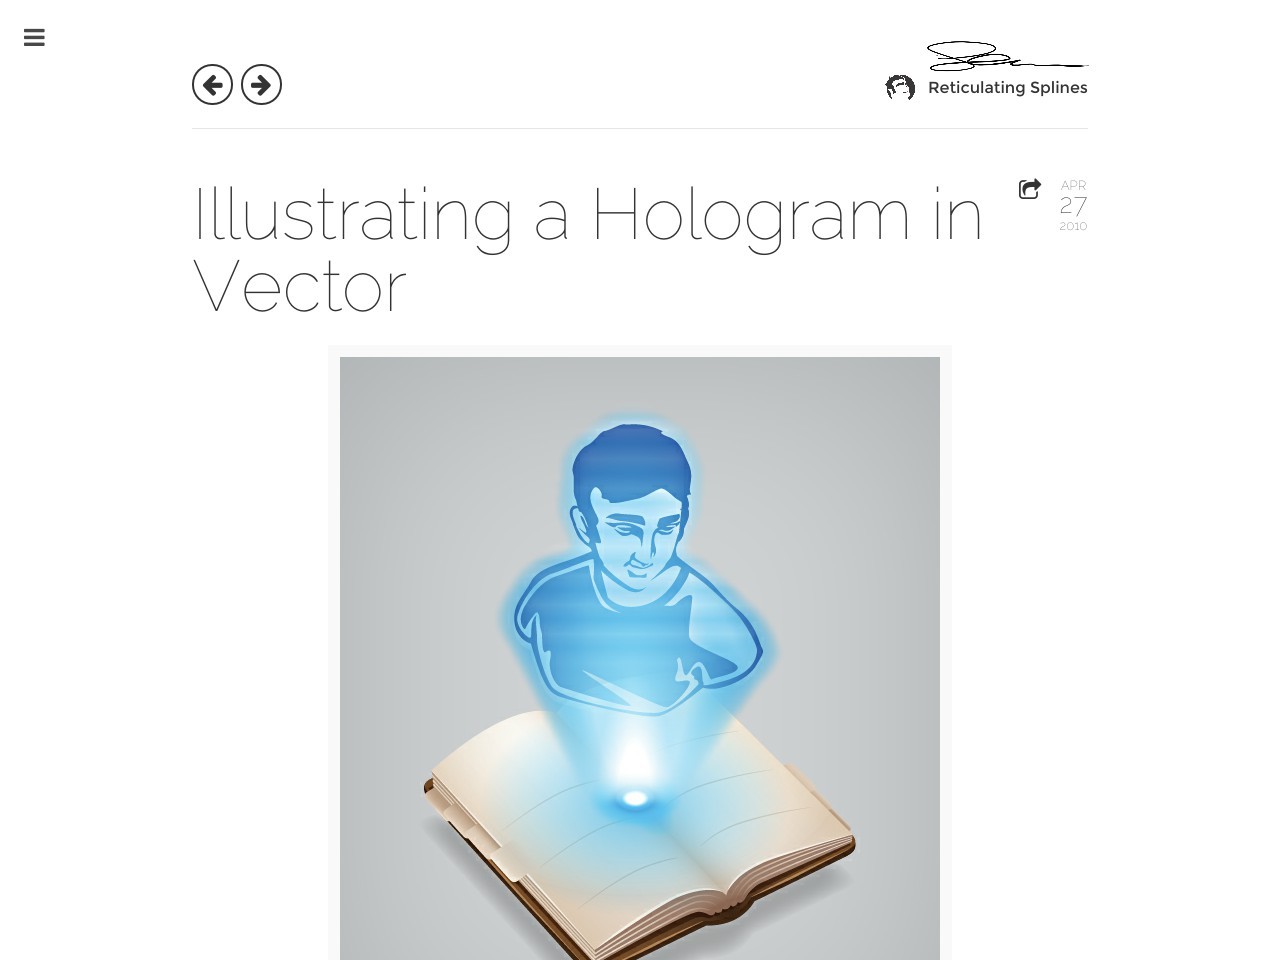 Reticulating Splines
Illustrating a Hologram in
Vector
APR
27
2010